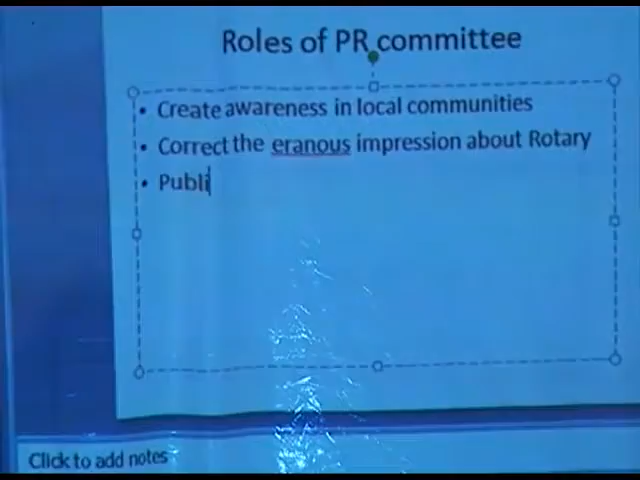 Roles of PR committee
• Create awareness in local communities
• Correct the eranous impression about Rotary
• Publi
Click to add notes